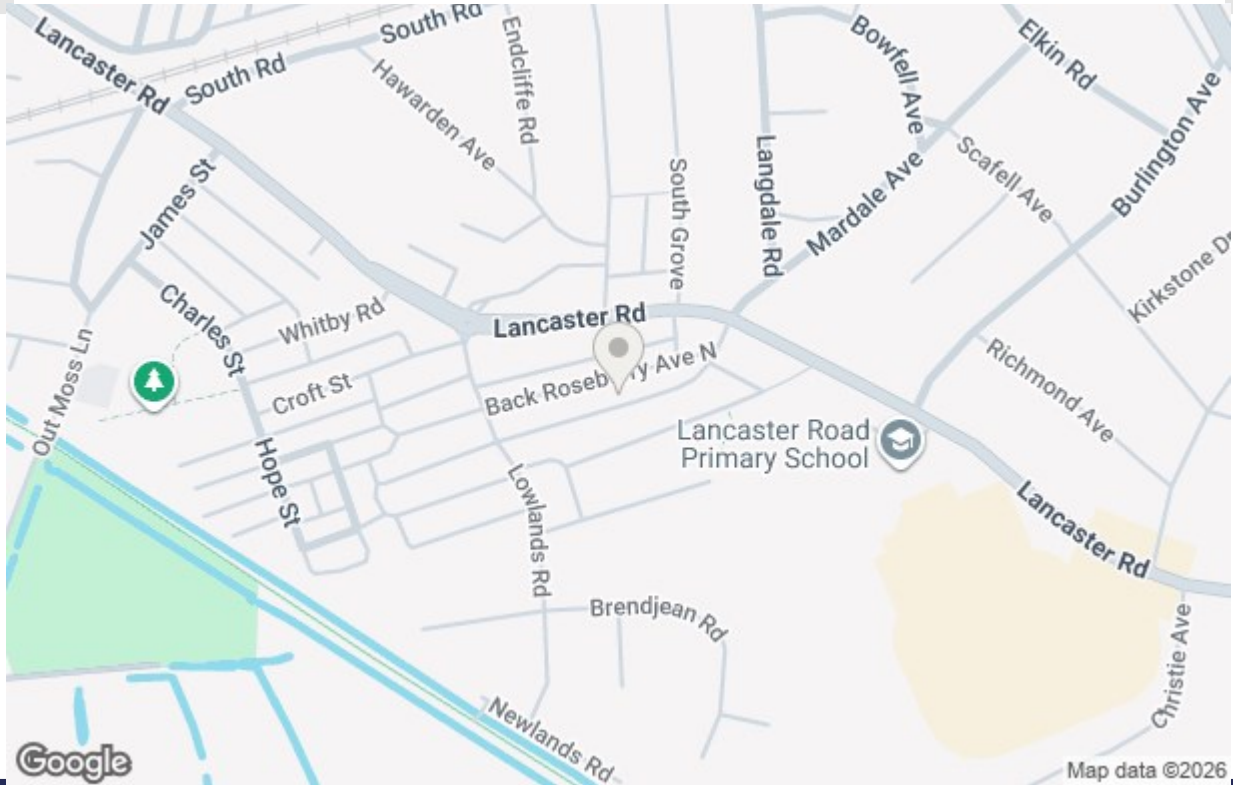 Lancaster Rd
South Rd
South Rd
Endcliffe Rd
Hawarden Ave
Bowfell Ave
Elkin Rd
Burlington Ave
James St
South Grove
Langdale Rd
Mardale Ave
Scafell Ave
Kirkstone Dr
Charles St
Whitby Rd
Lancaster Rd
Out Moss Ln
Croft St
Back Rosebery Ave N
Richmond Ave
Lancaster Road
Primary School
Hope St
Lowlands Rd
Lancaster Rd
Brendjean Rd
Christie Ave
Newlands Rd
Google
Map data ©2026